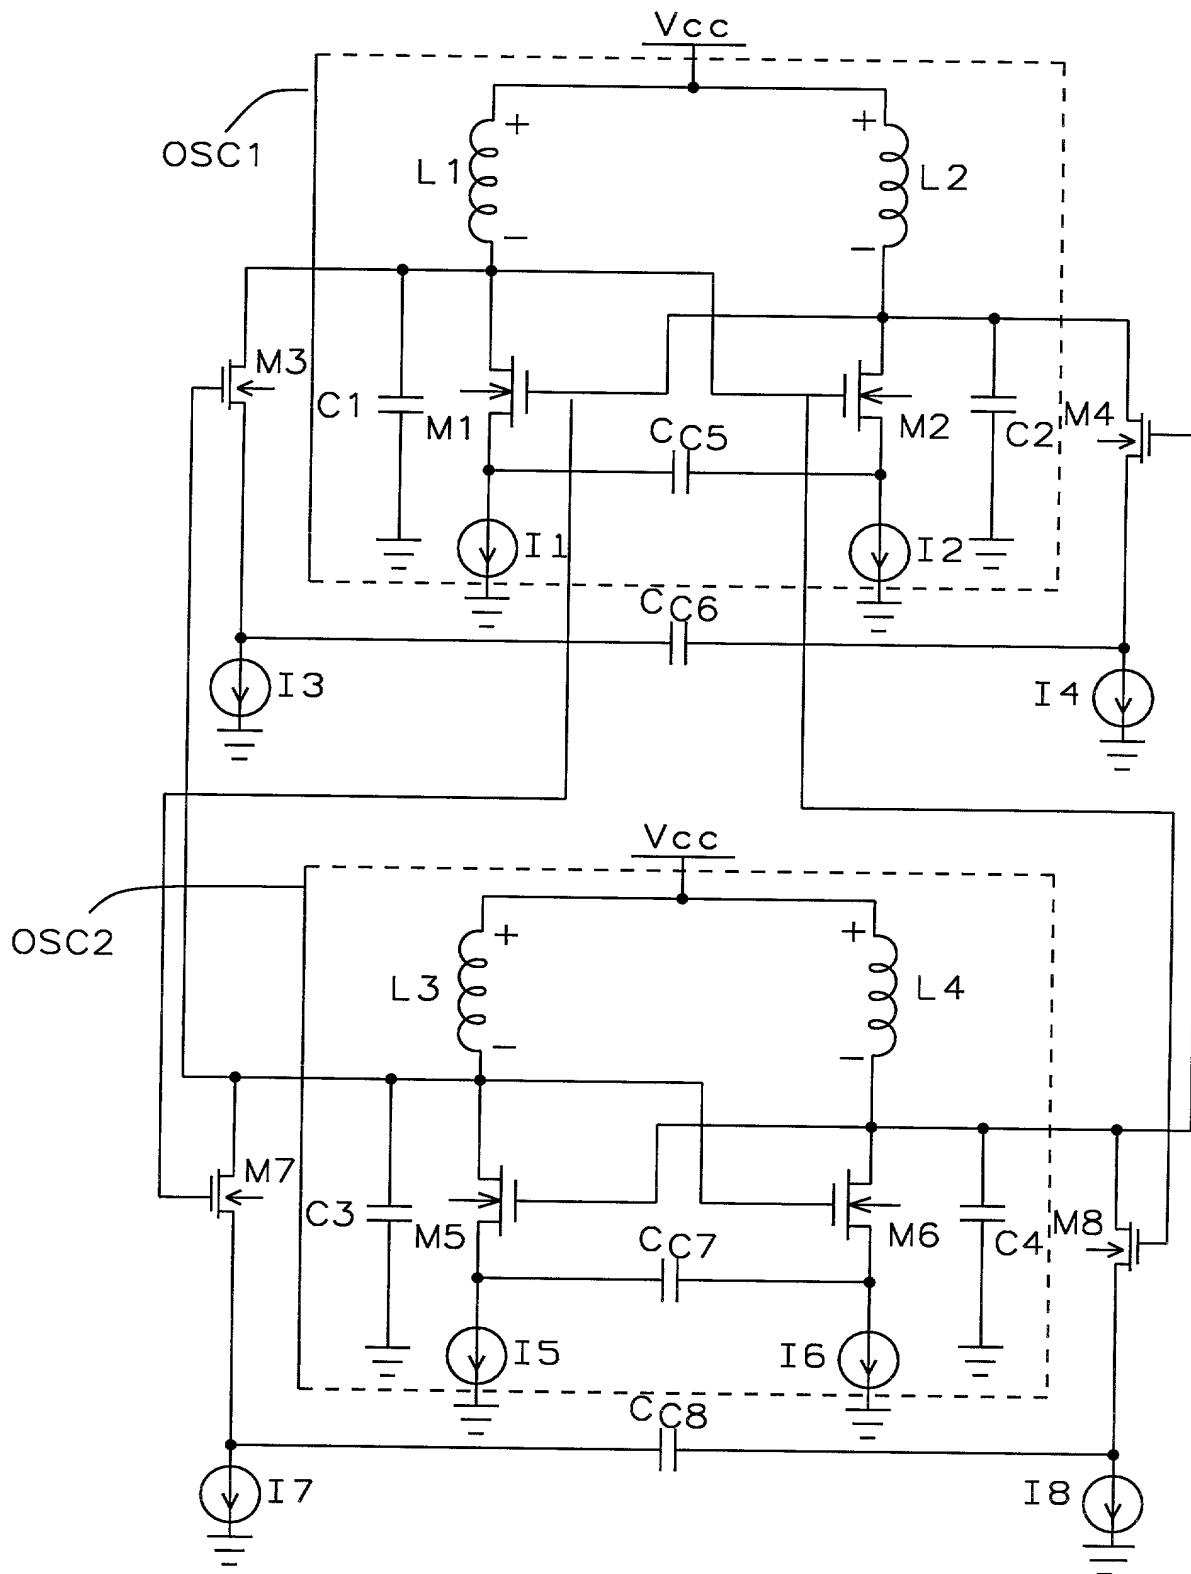 Vcc
OSC1
+
+
L1
L2
−
−
M3
C1
M1
M2
C2
M4
CC5
I1
I2
CC6
I3
I4
Vcc
OSC2
+
+
L3
L4
−
−
M7
C3
M5
M6
C4
M8
CC7
I5
I6
CC8
I7
I8